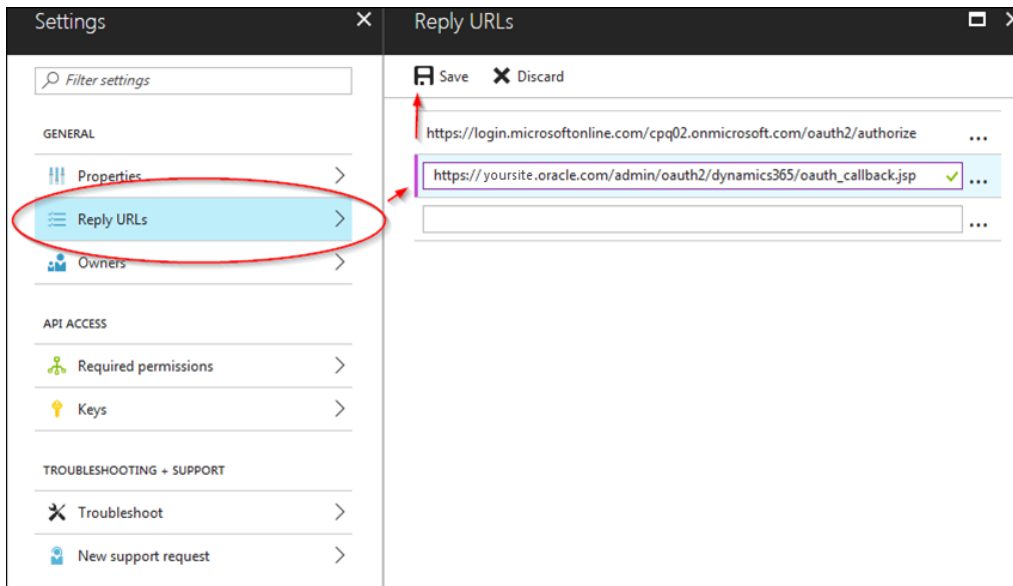 Settings
Filter settings
GENERAL
Properties
Reply URLs
Owners
API ACCESS
Required permissions
Keys
TROUBLESHOOTING + SUPPORT
Troubleshoot
New support request
Reply URLs
Save Discard
https://login.microsoftonline.com/cpq02.onmicrosoft.com/oauth2/authorize
https:// yoursite.oracle.com/admin/oauth2/dynamics365/oauth_callback.jsp